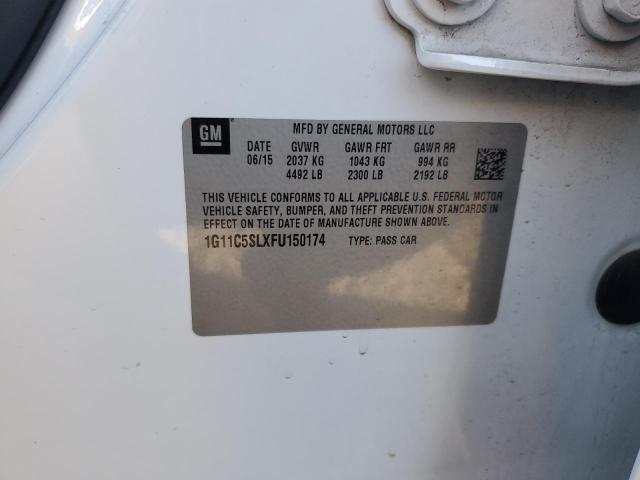 GM
MFD BY GENERAL MOTORS LLC
DATE GVWR GAWR FRT GAWR RR
06/15 2037 KG 1043 KG 994 KG
4492 LB 2300 LB 2192 LB
THIS VEHICLE CONFORMS TO ALL APPLICABLE U.S. FEDERAL MOTOR
VEHICLE SAFETY, BUMPER, AND THEFT PREVENTION STANDARDS IN
EFFECT ON THE DATE OF MANUFACTURE SHOWN ABOVE.
1G11C5SLXFU150174 TYPE: PASS CAR